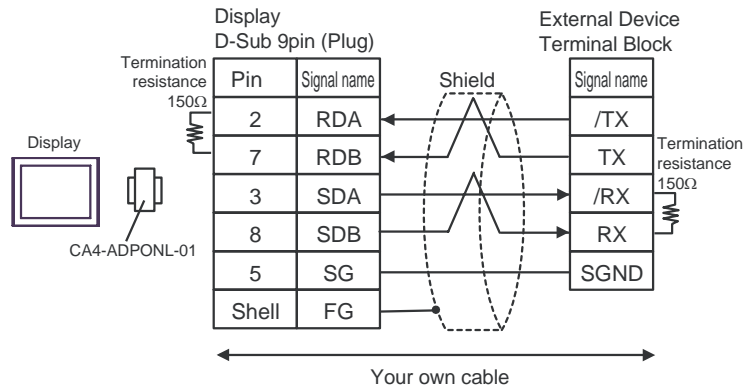 Display
D-Sub 9pin (Plug)
External Device
Terminal Block
Termination
resistance
150Ω
Pin
Signal name
Shield
Signal name
2
RDA
/TX
Display
7
RDB
TX
Termination
resistance
150Ω
3
SDA
/RX
8
SDB
RX
CA4-ADPONL-01
5
SG
SGND
Shell
FG
Your own cable